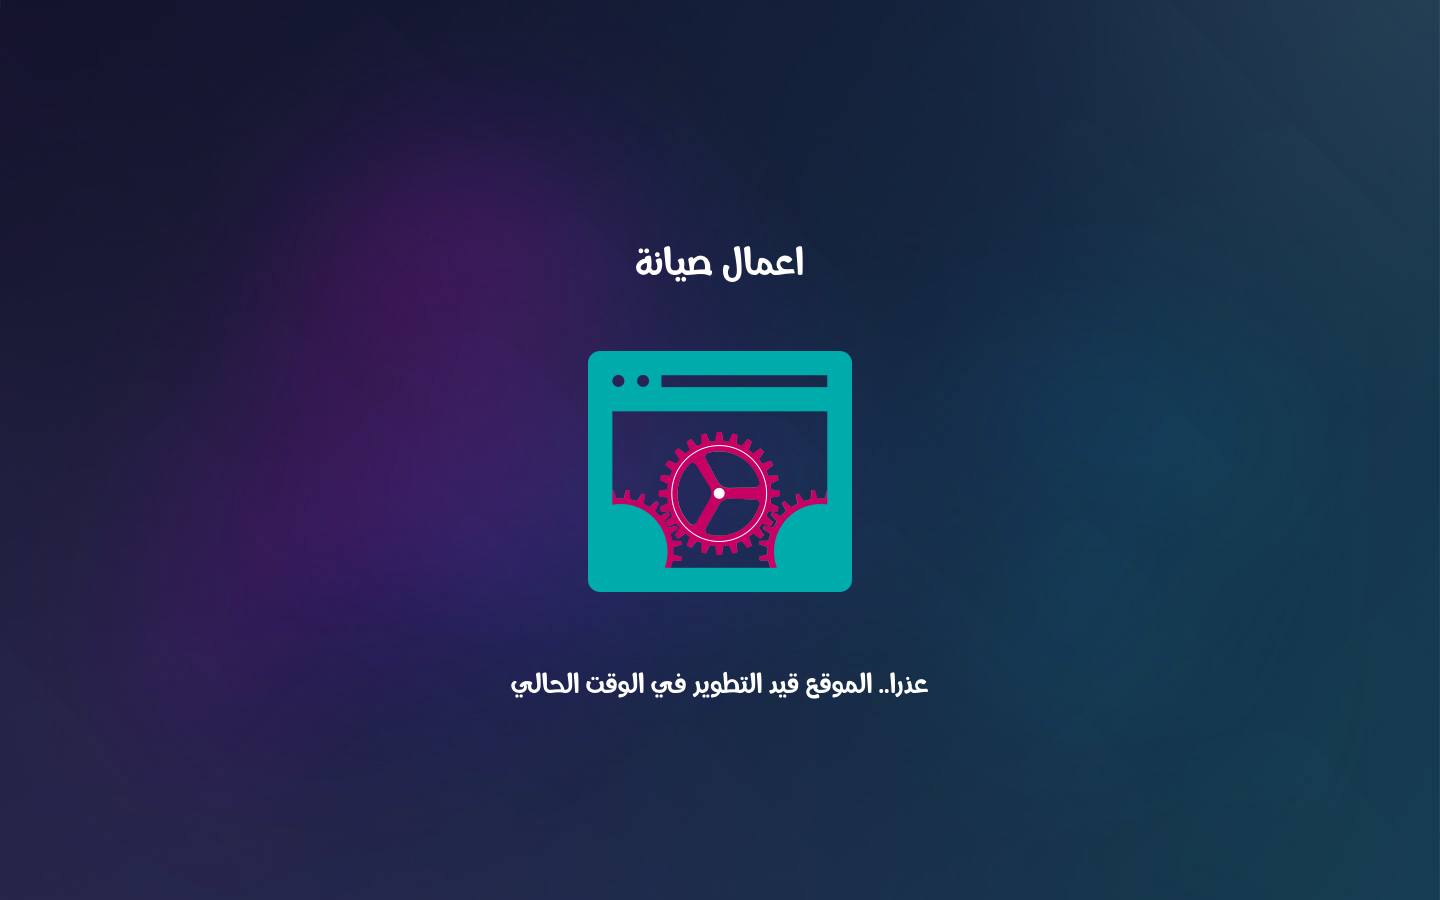 اعمال صيانة
عذرا.. الموقع قيد التطوير في الوقت الحالي